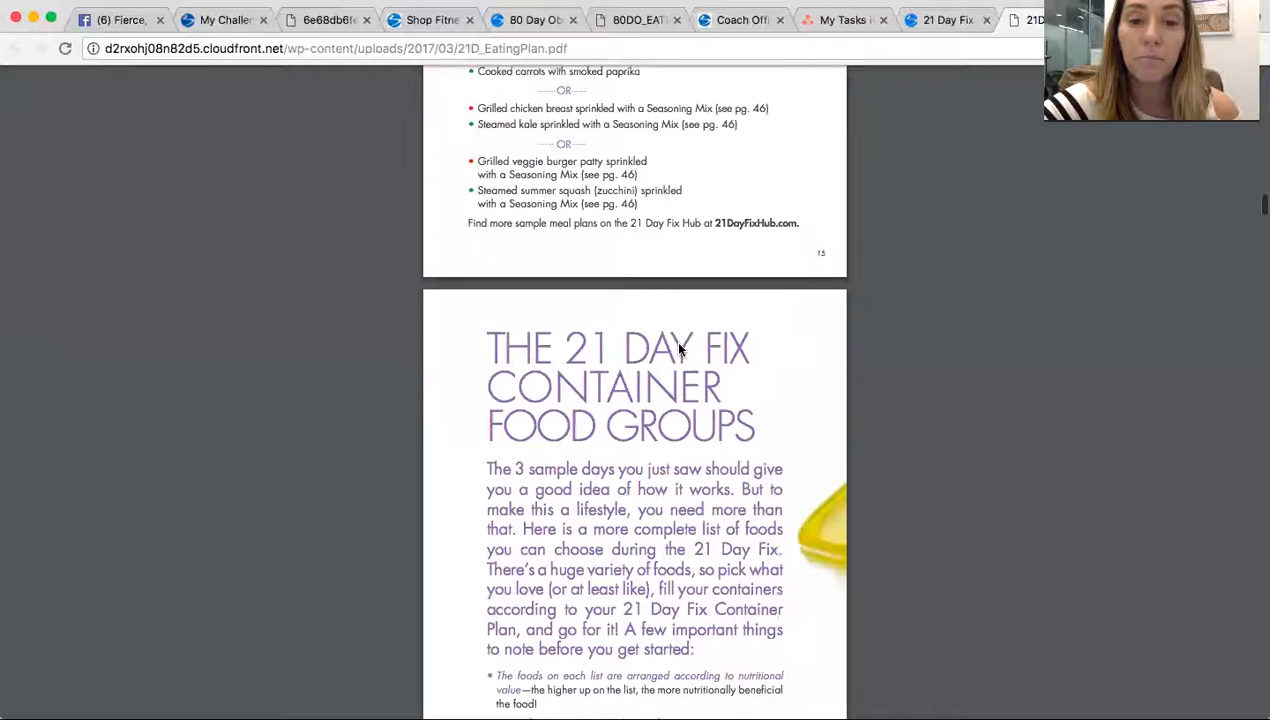 (6) Fierce,
My Challen
6e68db6fe
Shop Fitne
80 Day Ob
80DO_EAT
Coach Offi
My Tasks i
21 Day Fix
21D
d2rxohj08n82d5.cloudfront.net/wp-content/uploads/2017/03/21D_EatingPlan.pdf
• Cooked carrots with smoked paprika
OR
• Grilled chicken breast sprinkled with a Seasoning Mix (see pg. 46)
• Steamed kale sprinkled with a Seasoning Mix (see pg. 46)
OR
• Grilled veggie burger patty sprinkled
with a Seasoning Mix (see pg. 46)
• Steamed summer squash (zucchini) sprinkled
with a Seasoning Mix (see pg. 46)
Find more sample meal plans on the 21 Day Fix Hub at 21DayFixHub.com.
15
THE 21 DAY FIX
CONTAINER
FOOD GROUPS
The 3 sample days you just saw should give
you a good idea of how it works. But to
make this a lifestyle, you need more than
that. Here is a more complete list of foods
you can choose during the 21 Day Fix.
There's a huge variety of foods, so pick what
you love (or at least like), fill your containers
according to your 21 Day Fix Container
Plan, and go for it! A few important things
to note before you get started:
• The foods on each list are arranged according to nutritional
value—the higher up on the list, the more nutritionally beneficial
the food!